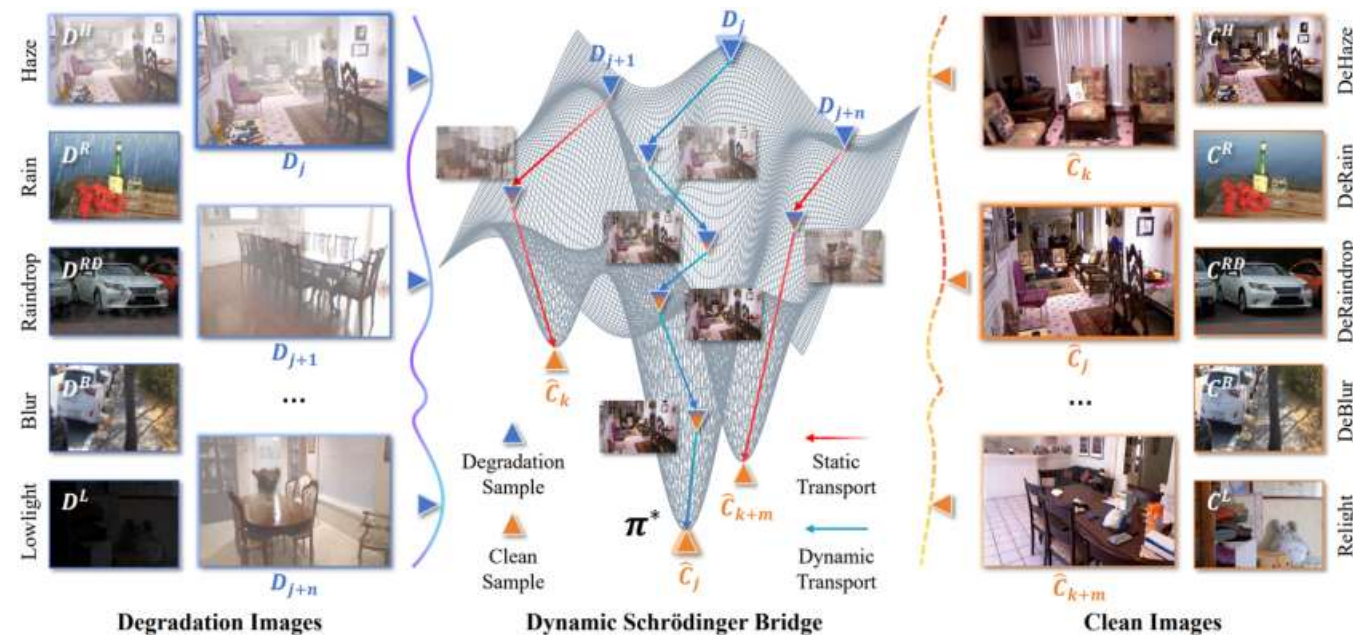 Haze
D^H
D_j
Rain
D^R
Raindrop
D^{RD}
D_{j+1}
Blur
D^B
...
Lowlight
D^L
D_{j+n}
Degradation Images
D_j
D_{j+1}
D_{j+n}
Ĉ_k
Ĉ_{k+m}
π*
Ĉ_j
Degradation
Sample
Clean
Sample
Static
Transport
Dynamic
Transport
Dynamic Schrödinger Bridge
Ĉ_k
C^H
DeHaze
C^R
DeRain
Ĉ_j
C^{RD}
DeRaindrop
...
C^B
DeBlur
Ĉ_{k+m}
C^L
Relight
Clean Images